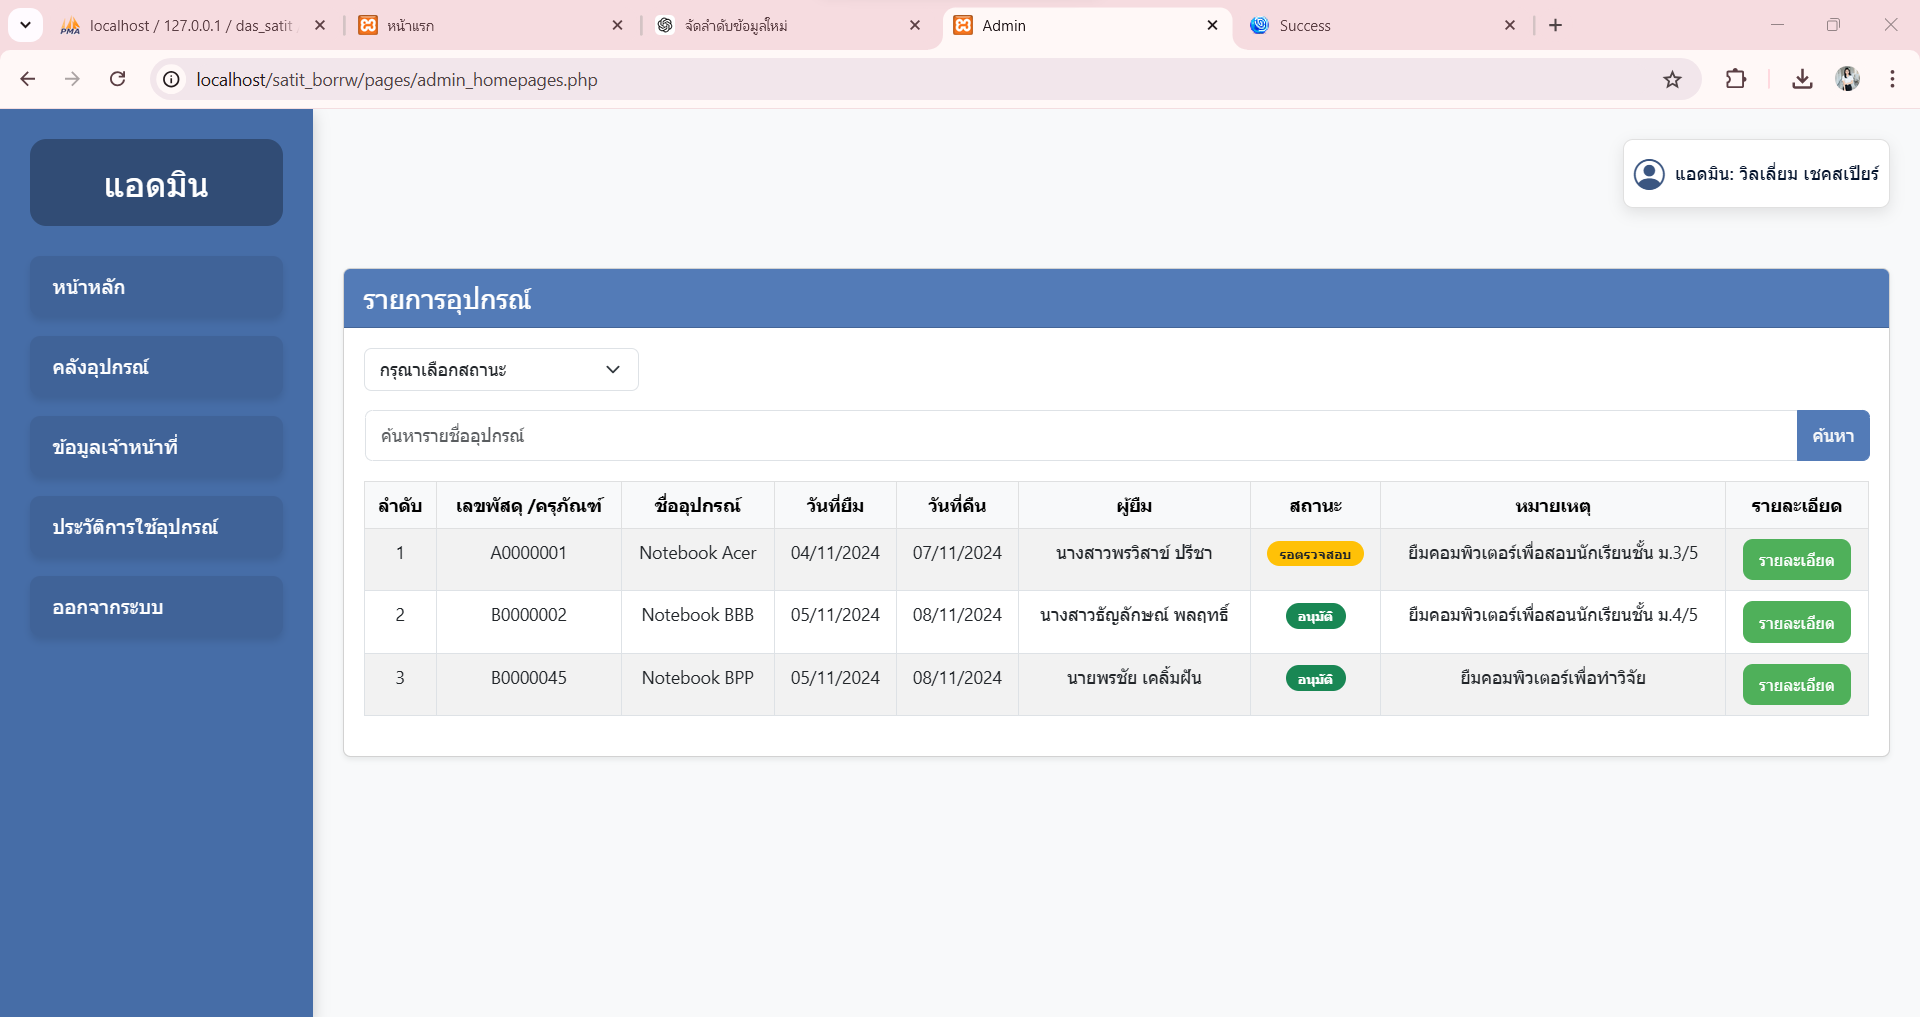 localhost / 127.0.0.1 / das_satit
หน้าแรก
จัดลำดับข้อมูลใหม่
Admin
Success
localhost/satit_borrw/pages/admin_homepages.php
แอดมิน
แอดมิน: วิลเลี่ยม เชคสเปียร์
หน้าหลัก
คลังอุปกรณ์
ข้อมูลเจ้าหน้าที่
ประวัติการใช้อุปกรณ์
ออกจากระบบ
รายการอุปกรณ์
กรุณาเลือกสถานะ
ค้นหารายชื่ออุปกรณ์ ค้นหา
ลำดับ เลขพัสดุ /ครุภัณฑ์ ชื่ออุปกรณ์ วันที่ยืม วันที่คืน ผู้ยืม สถานะ หมายเหตุ รายละเอียด
1 A0000001 Notebook Acer 04/11/2024 07/11/2024 นางสาวพรวิสาข์ ปรีชา รอตรวจสอบ ยืมคอมพิวเตอร์เพื่อสอนนักเรียนชั้น ม.3/5 รายละเอียด
2 B0000002 Notebook BBB 05/11/2024 08/11/2024 นางสาวธัญลักษณ์ พลฤทธิ์ อนุมัติ ยืมคอมพิวเตอร์เพื่อสอนนักเรียนชั้น ม.4/5 รายละเอียด
3 B0000045 Notebook BPP 05/11/2024 08/11/2024 นายพรชัย เคลิ้มฝัน อนุมัติ ยืมคอมพิวเตอร์เพื่อทำวิจัย รายละเอียด